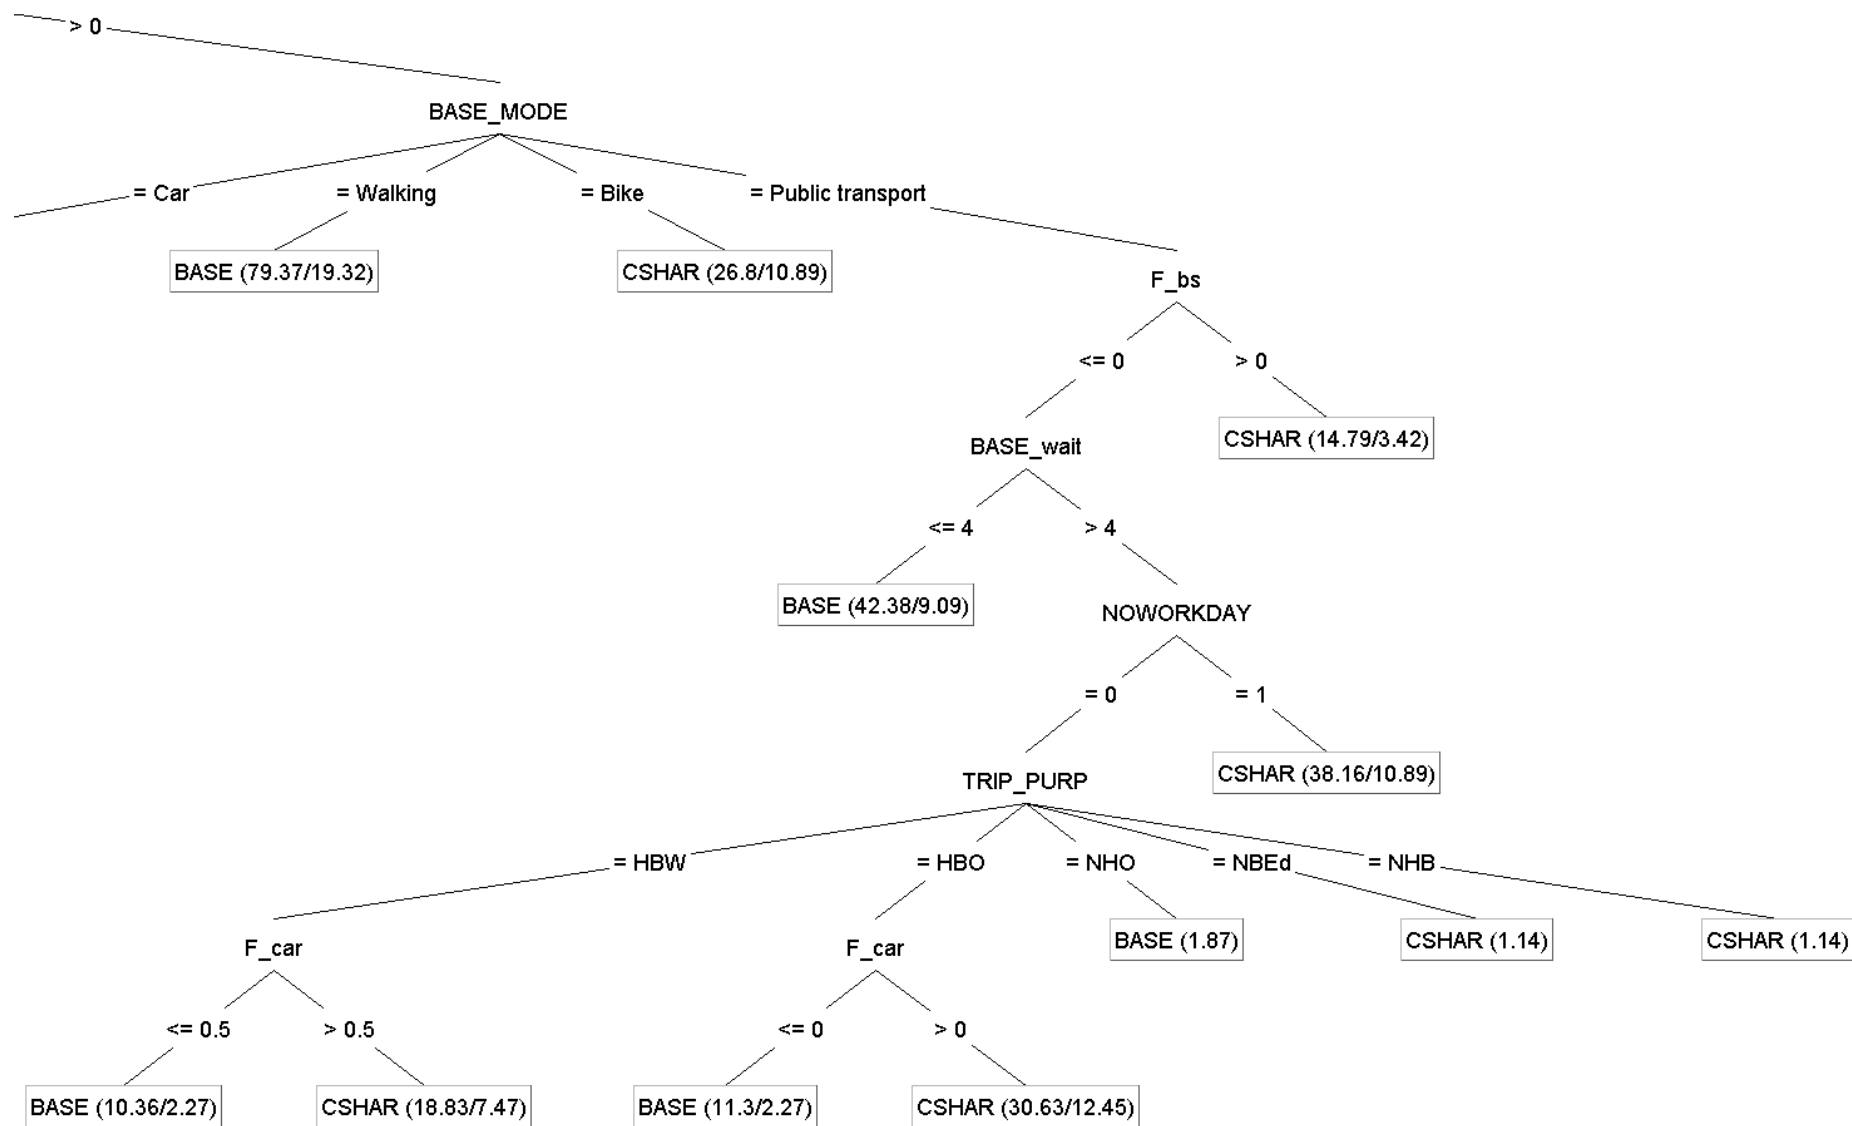 > 0
BASE_MODE
= Car = Walking = Bike = Public transport
BASE (79.37/19.32) CSHAR (26.8/10.89)
F_bs
<= 0 > 0
BASE_wait CSHAR (14.79/3.42)
<= 4 > 4
BASE (42.38/9.09) NOWORKDAY
= 0 = 1
TRIP_PURP CSHAR (38.16/10.89)
= HBW = HBO = NHO = NBEd = NHB
F_car F_car BASE (1.87) CSHAR (1.14) CSHAR (1.14)
<= 0.5 > 0.5 <= 0 > 0
BASE (10.36/2.27) CSHAR (18.83/7.47) BASE (11.3/2.27) CSHAR (30.63/12.45)